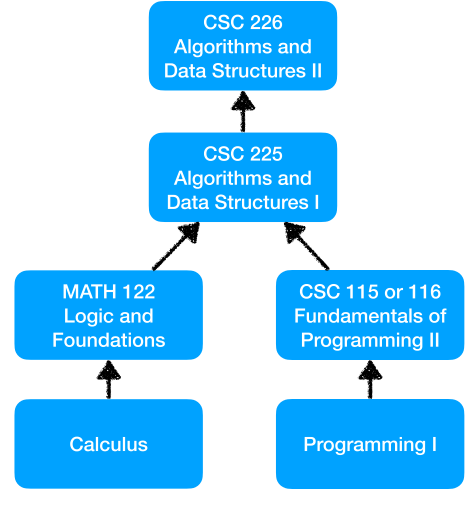 CSC 226
Algorithms and
Data Structures II
CSC 225
Algorithms and
Data Structures I
MATH 122
Logic and
Foundations
CSC 115 or 116
Fundamentals of
Programming II
Calculus
Programming I